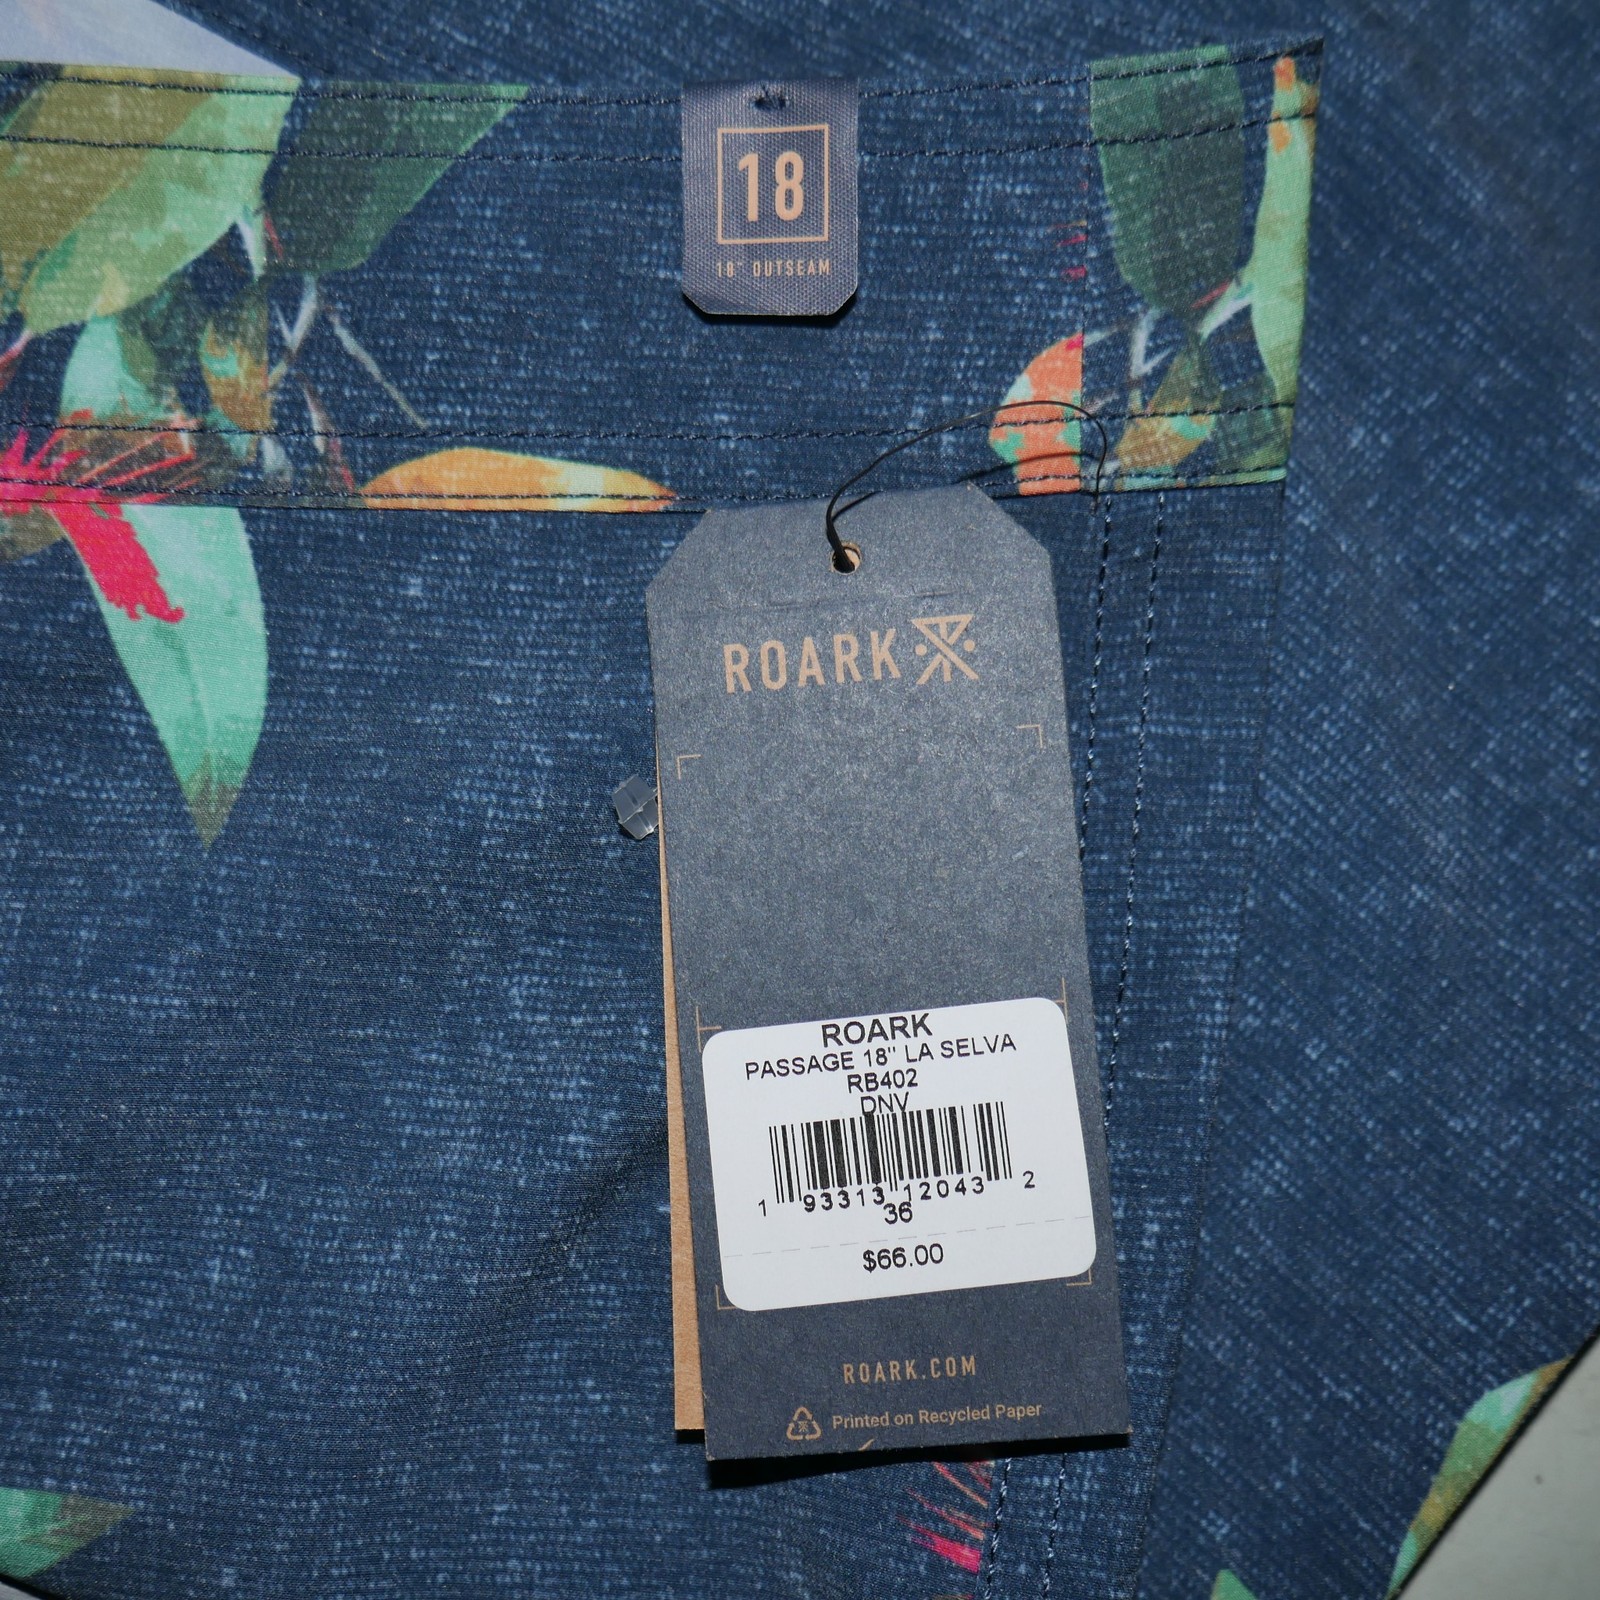 18
18" OUTSEAM
ROARK
ROARK
PASSAGE 18" LA SELVA
RB402
DNV
1 93313 12043 2
36
$66.00
ROARK.COM
Printed on Recycled Paper